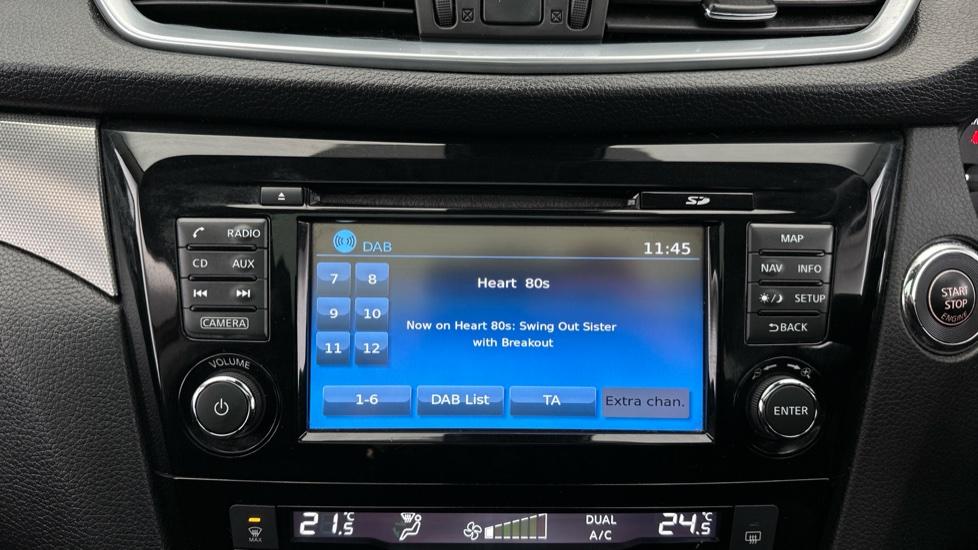 DAB 11:45
7 8
9 10
11 12
Heart 80s
Now on Heart 80s: Swing Out Sister
with Breakout
1-6 DAB List TA Extra chan.
SD
RADIO
CD AUX
CAMERA
VOLUME
MAP
NAV INFO
SETUP
BACK
ENTER
START
STOP
ENGINE
MAX
21.5°C
DUAL
A/C
24.5°C